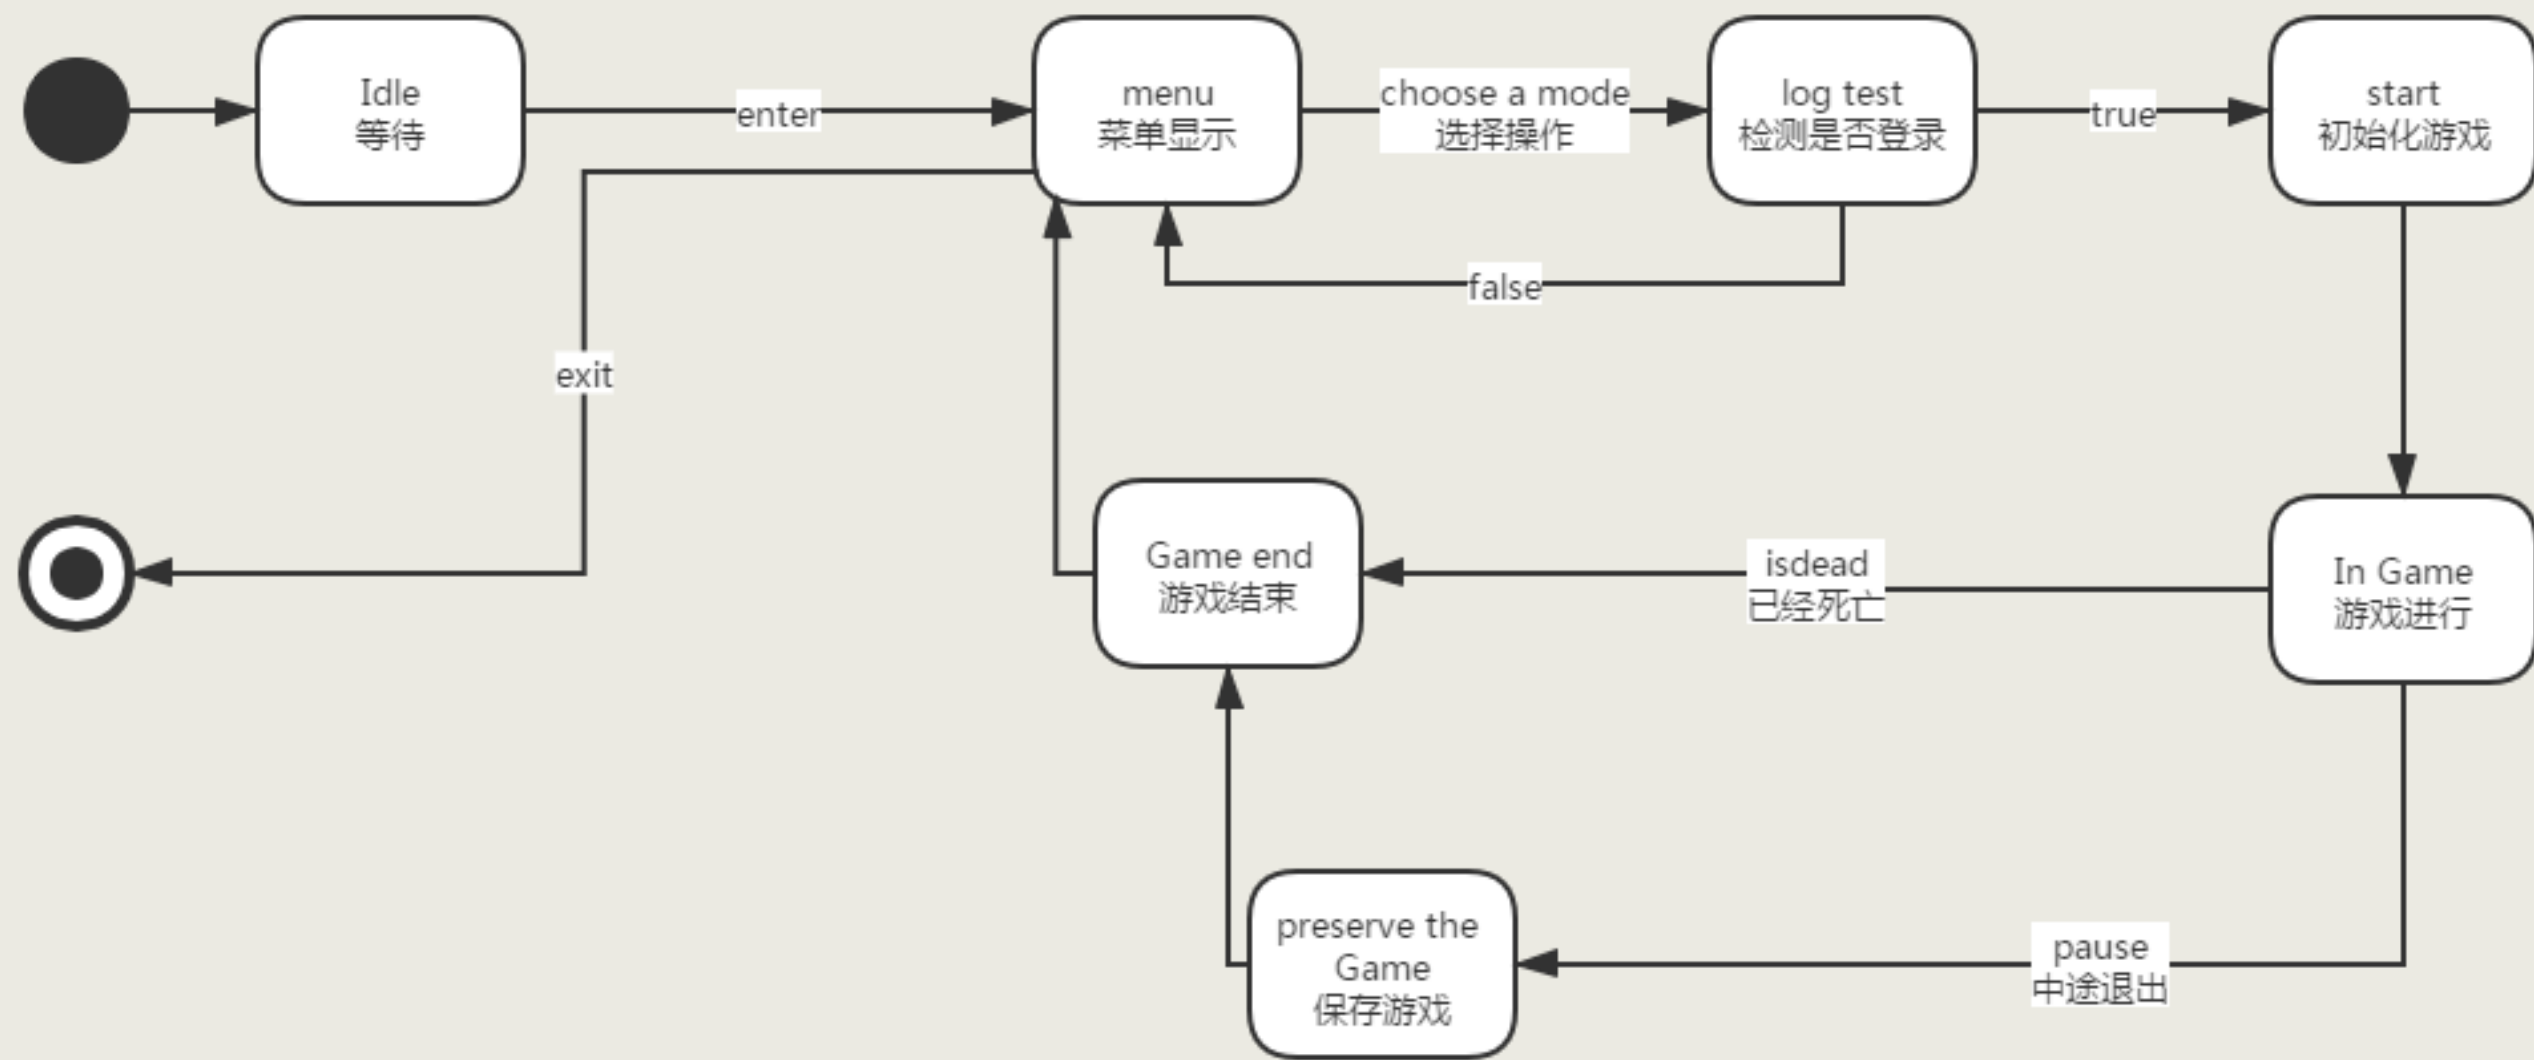 Idle
等待
enter
menu
菜单显示
choose a mode
选择操作
log test
检测是否登录
true
start
初始化游戏
false
exit
Game end
游戏结束
isdead
已经死亡
In Game
游戏进行
preserve the
Game
保存游戏
pause
中途退出